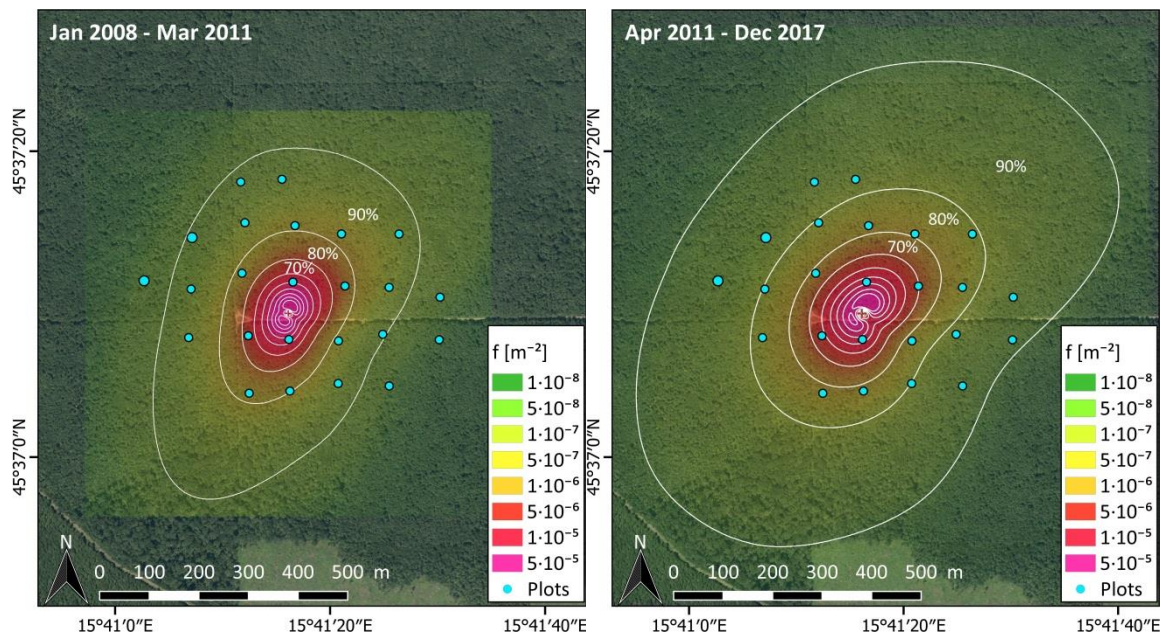 Jan 2008 - Mar 2011
90%
80%
70%
45°37′20″N
45°37′0″N
f [m⁻²]
1·10⁻⁸
5·10⁻⁸
1·10⁻⁷
5·10⁻⁷
1·10⁻⁶
5·10⁻⁶
1·10⁻⁵
5·10⁻⁵
Plots
N
0 100 200 300 400 500 m
15°41′0″E 15°41′20″E 15°41′40″E
Apr 2011 - Dec 2017
90%
80%
70%
45°37′20″N
45°37′0″N
f [m⁻²]
1·10⁻⁸
5·10⁻⁸
1·10⁻⁷
5·10⁻⁷
1·10⁻⁶
5·10⁻⁶
1·10⁻⁵
5·10⁻⁵
Plots
N
0 100 200 300 400 500 m
15°41′0″E 15°41′20″E 15°41′40″E